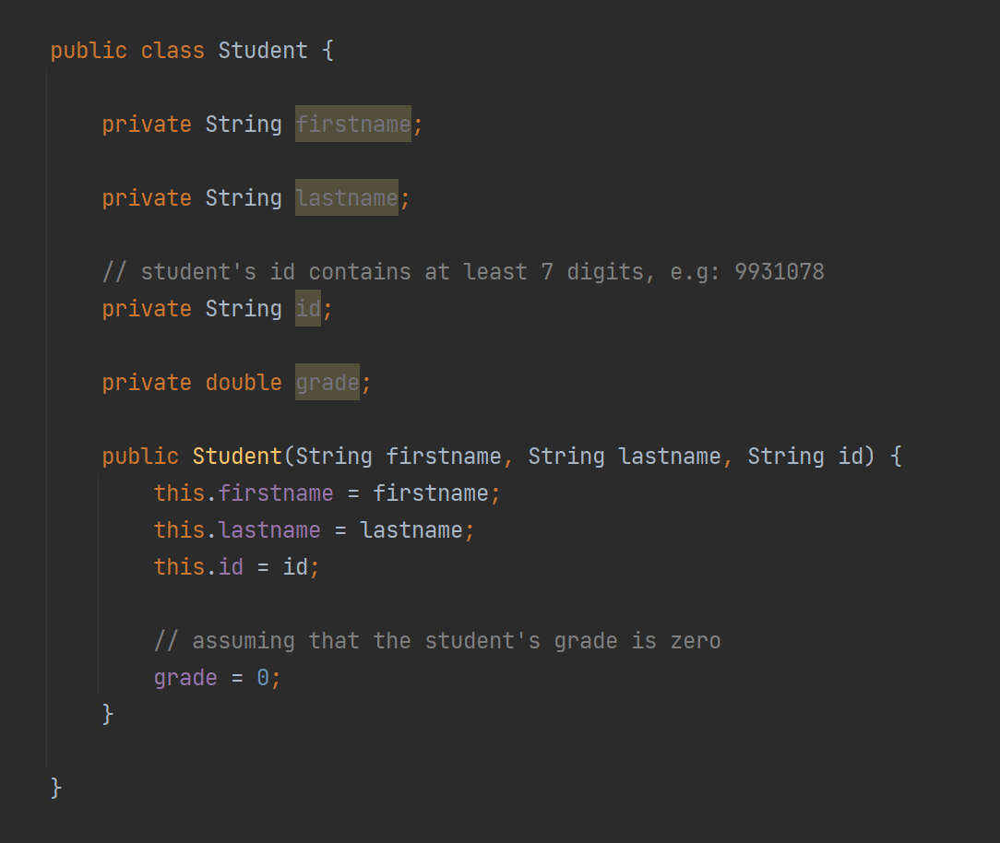 public class Student {
private String firstname;
private String lastname;
// student's id contains at least 7 digits, e.g: 9931078
private String id;
private double grade;
public Student(String firstname, String lastname, String id) {
this.firstname = firstname;
this.lastname = lastname;
this.id = id;
// assuming that the student's grade is zero
grade = 0;
}
}